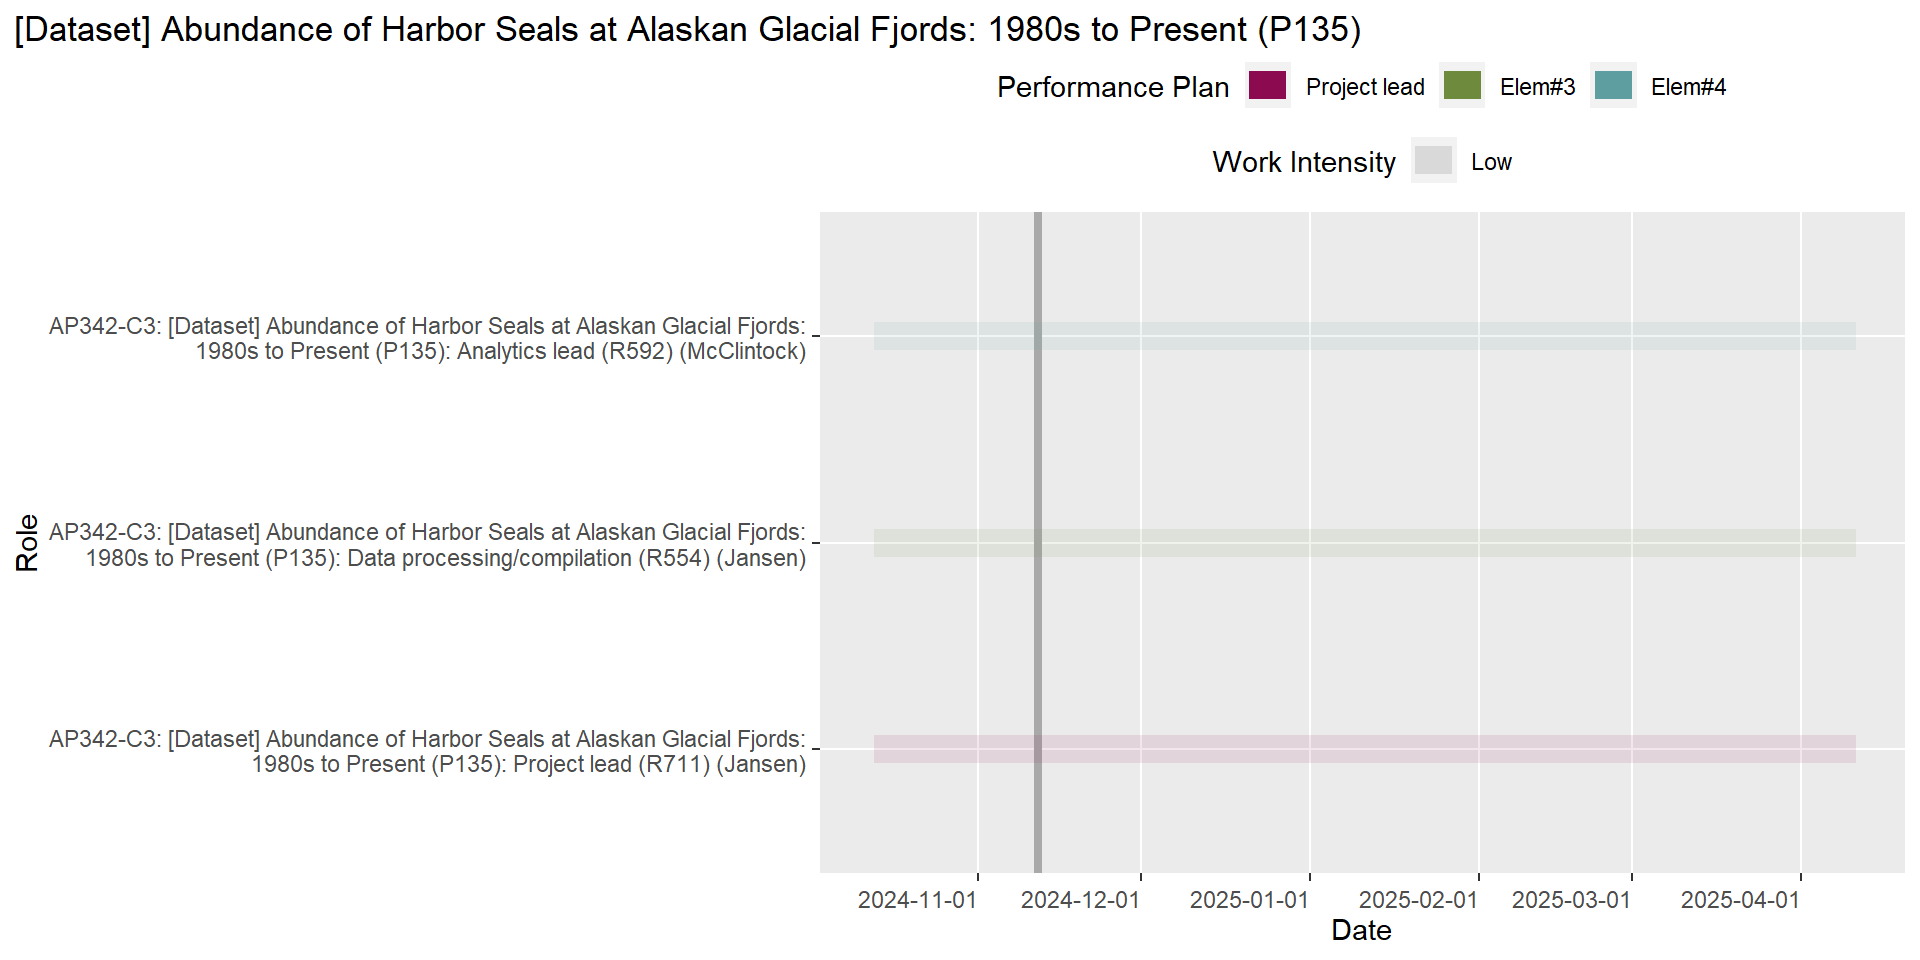 [Dataset] Abundance of Harbor Seals at Alaskan Glacial Fjords: 1980s to Present (P135)
Performance Plan Project lead Elem#3 Elem#4
Work Intensity Low
AP342-C3: [Dataset] Abundance of Harbor Seals at Alaskan Glacial Fjords:
1980s to Present (P135): Analytics lead (R592) (McClintock)
Role
AP342-C3: [Dataset] Abundance of Harbor Seals at Alaskan Glacial Fjords:
1980s to Present (P135): Data processing/compilation (R554) (Jansen)
AP342-C3: [Dataset] Abundance of Harbor Seals at Alaskan Glacial Fjords:
1980s to Present (P135): Project lead (R711) (Jansen)
2024-11-01 2024-12-01 2025-01-01 2025-02-01 2025-03-01 2025-04-01
Date